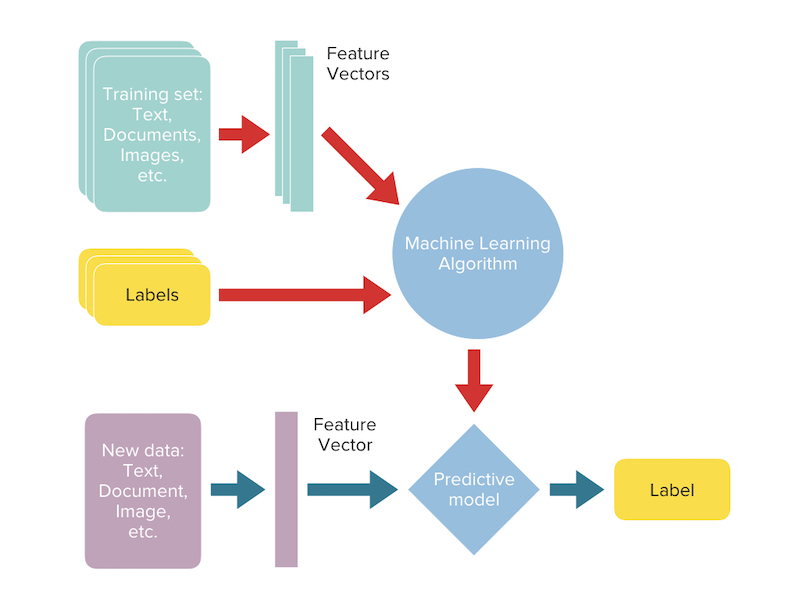 Training set:
Text,
Documents,
Images,
etc.
Feature
Vectors
Machine Learning
Algorithm
Labels
New data:
Text,
Document,
Image,
etc.
Feature
Vector
Predictive
model
Label